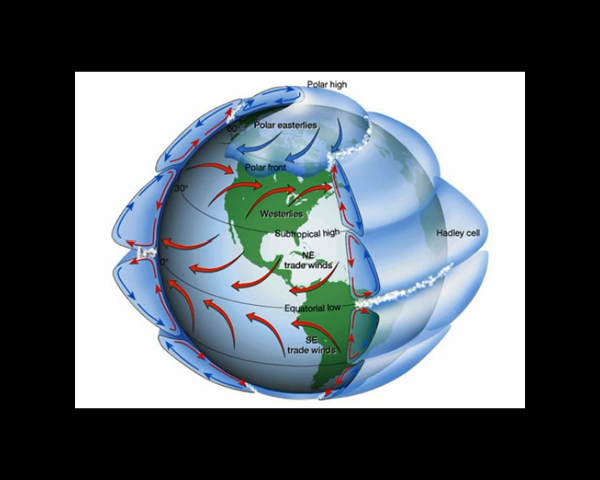 Polar high
60°
Polar easterlies
Polar front
30°
Westerlies
Subtropical high
Hadley cell
NE
trade winds
0°
Equatorial low
SE
trade winds